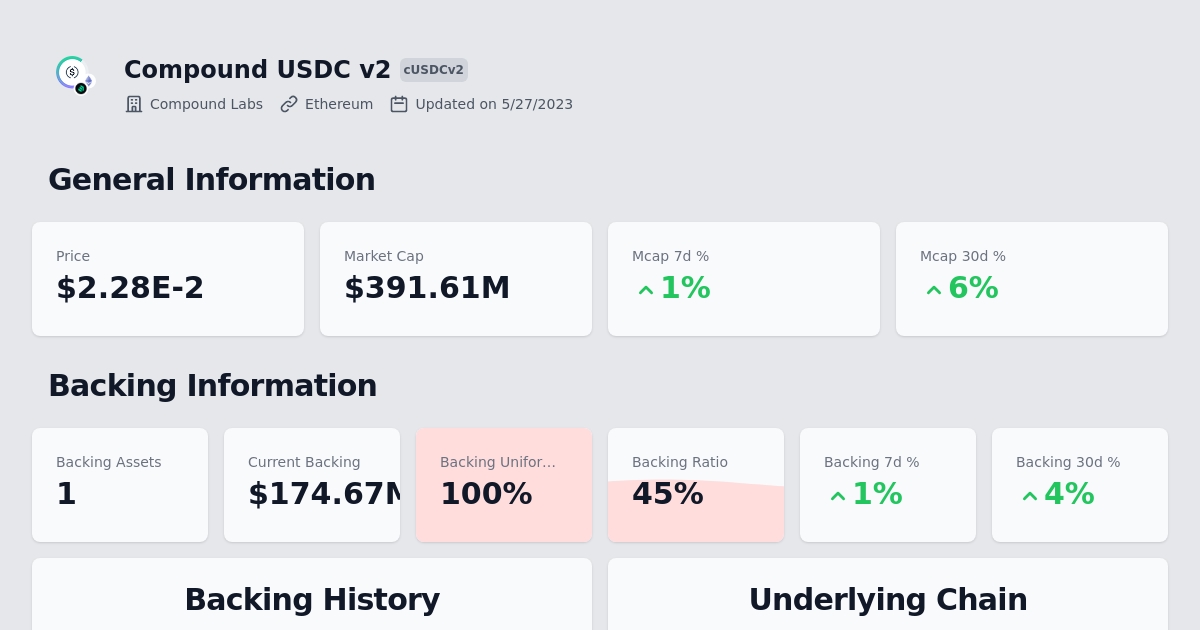 Compound USDC v2 cUSDCv2
Compound Labs Ethereum Updated on 5/27/2023
General Information
Price Market Cap Mcap 7d % Mcap 30d %
$2.28E-2 $391.61M 1% 6%
Backing Information
Backing Assets Current Backing Backing Unifor... Backing Ratio Backing 7d % Backing 30d %
1 $174.67M 100% 45% 1% 4%
Backing History Underlying Chain